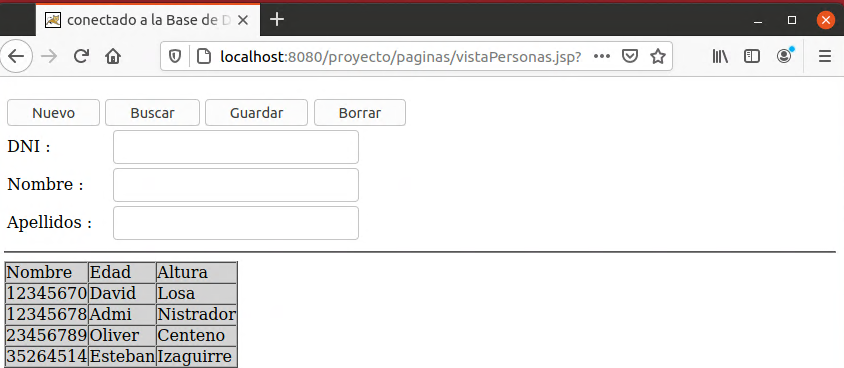 conectado a la Base de D
localhost:8080/proyecto/paginas/vistaPersonas.jsp?
Nuevo Buscar Guardar Borrar
DNI :
Nombre :
Apellidos :
Nombre Edad Altura
12345670 David Losa
12345678 Admi Nistrador
23456789 Oliver Centeno
35264514 Esteban Izaguirre